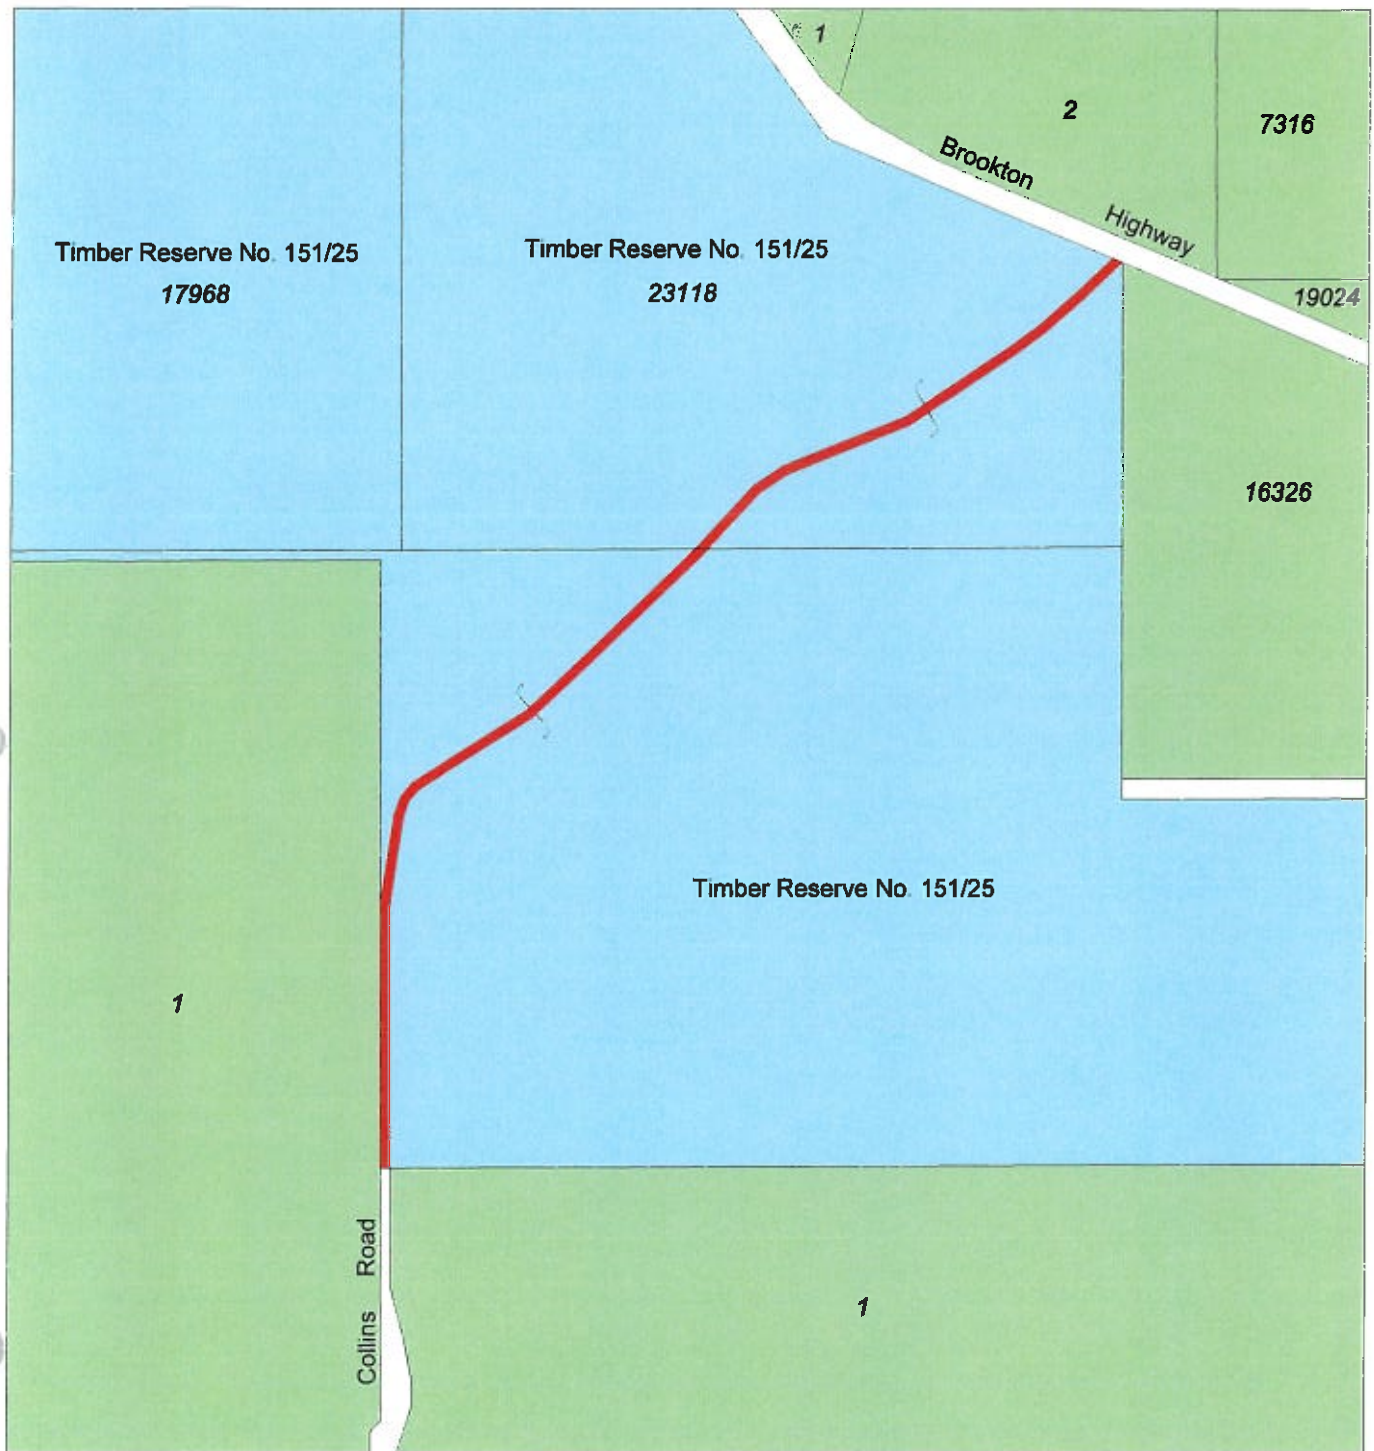 1
2
7316
Brookton
Highway
Timber Reserve No. 151/25
17968
Timber Reserve No. 151/25
23118
19024
16326
Timber Reserve No. 151/25
1
Collins Road
1